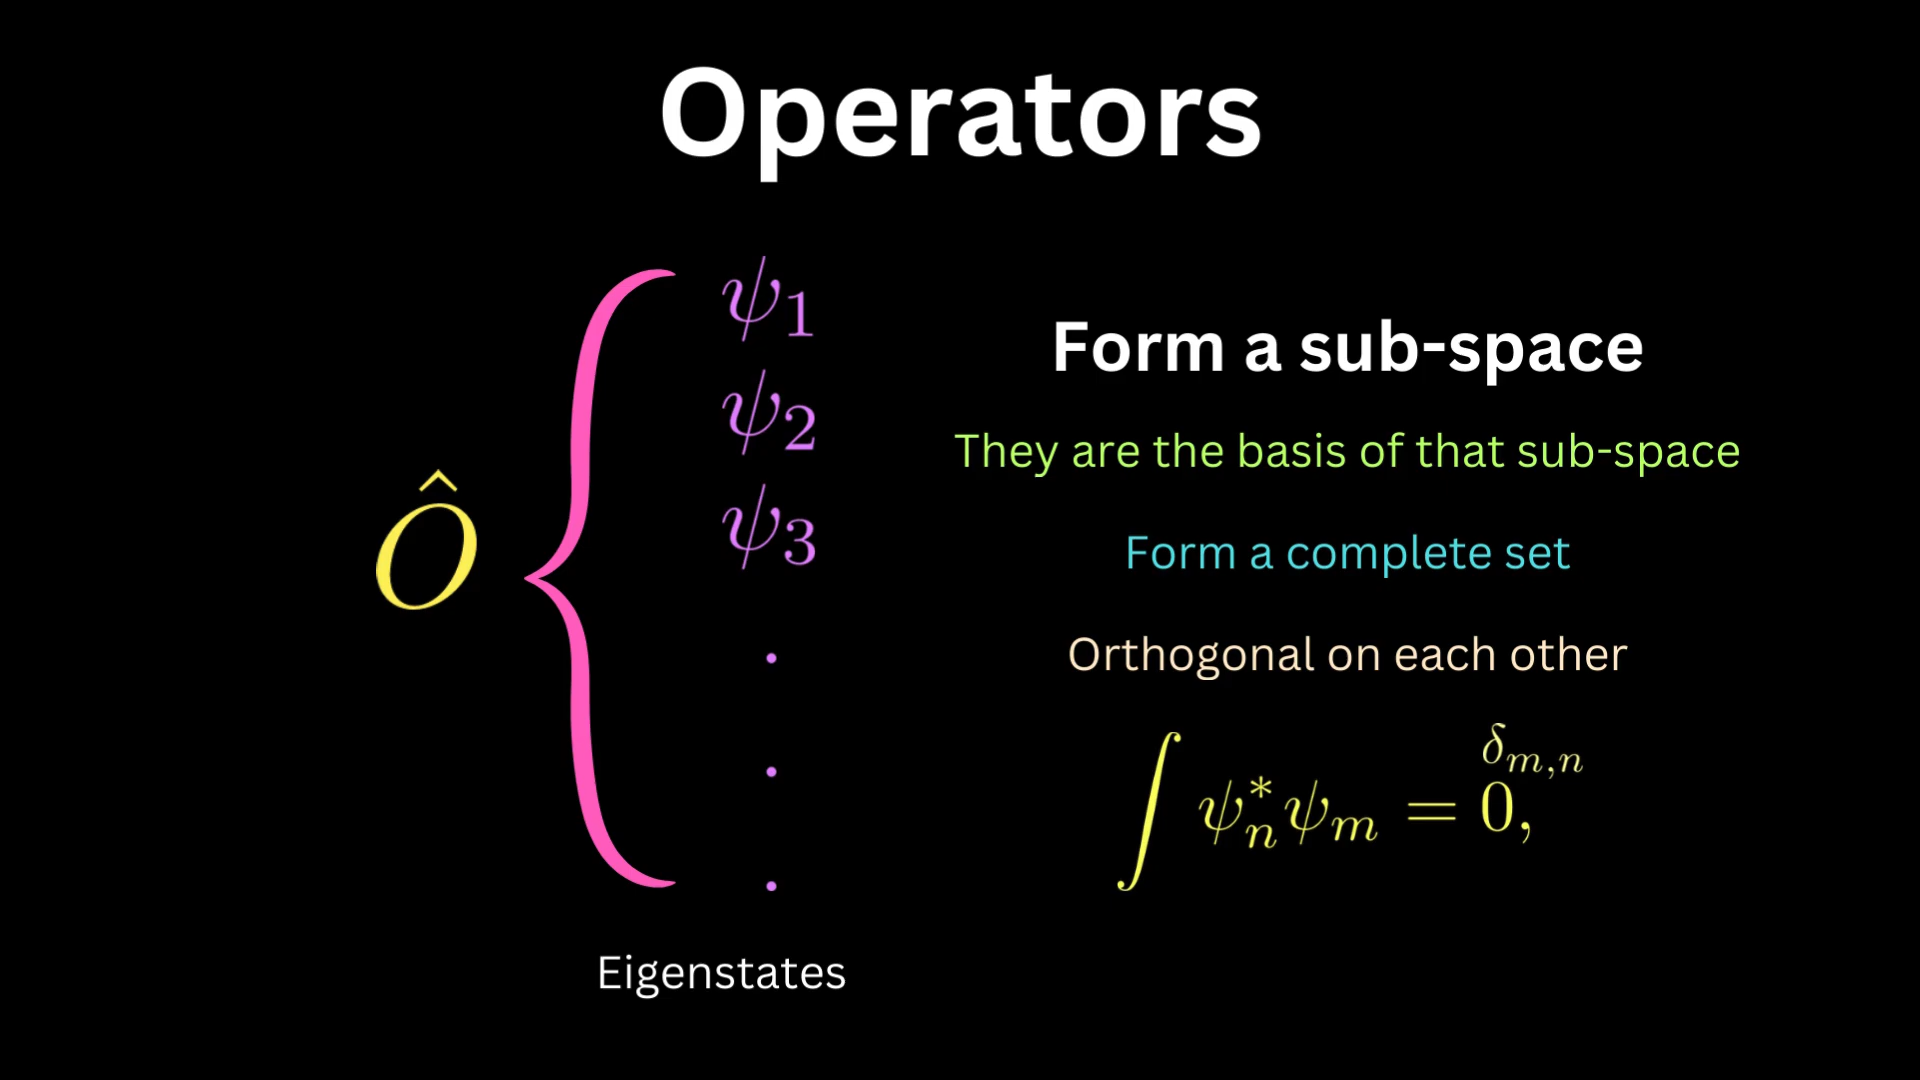 Operators
Ô
ψ₁
ψ₂
ψ₃
.
.
.
Eigenstates
Form a sub-space
They are the basis of that sub-space
Form a complete set
Orthogonal on each other
δₘ,ₙ
∫ ψₙ*ψₘ = 0,